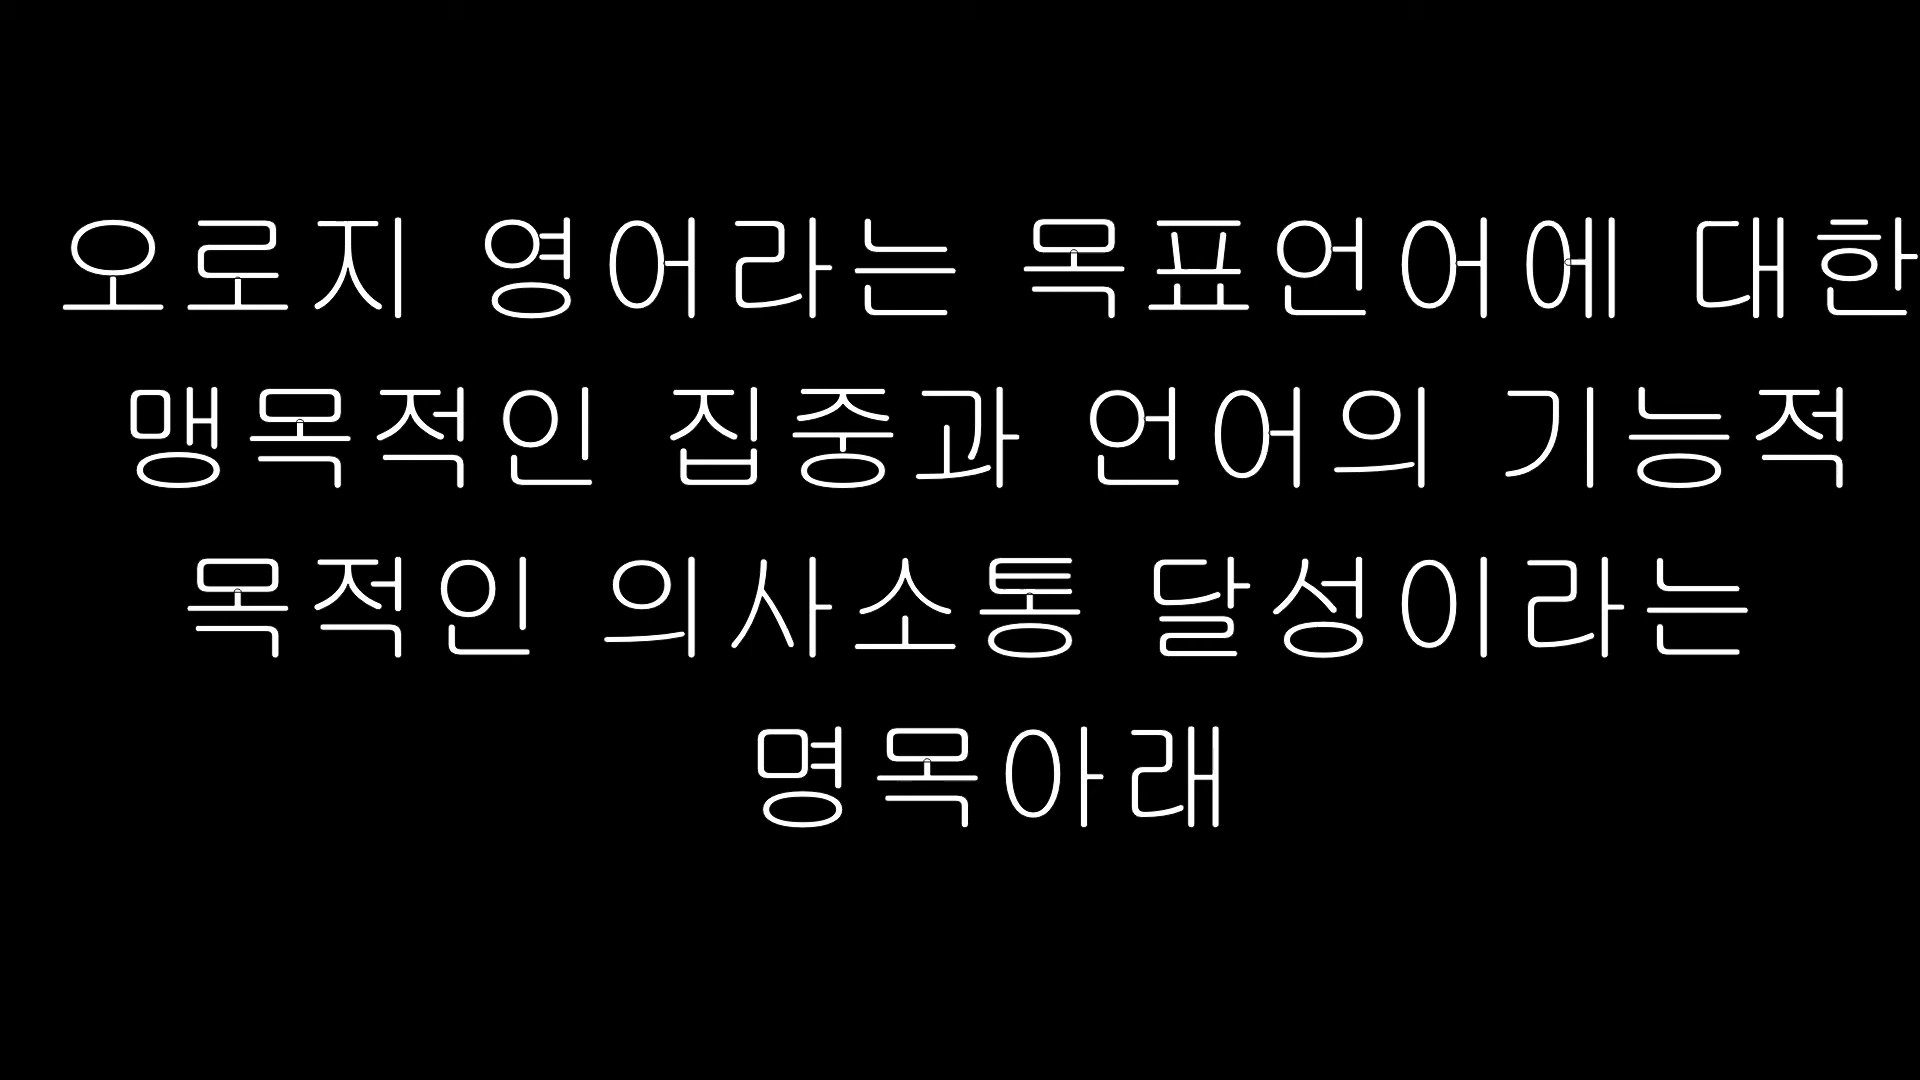 오로지 영어라는 목표언어에 대한
맹목적인 집중과 언어의 기능적
목적인 의사소통 달성이라는
명목아래